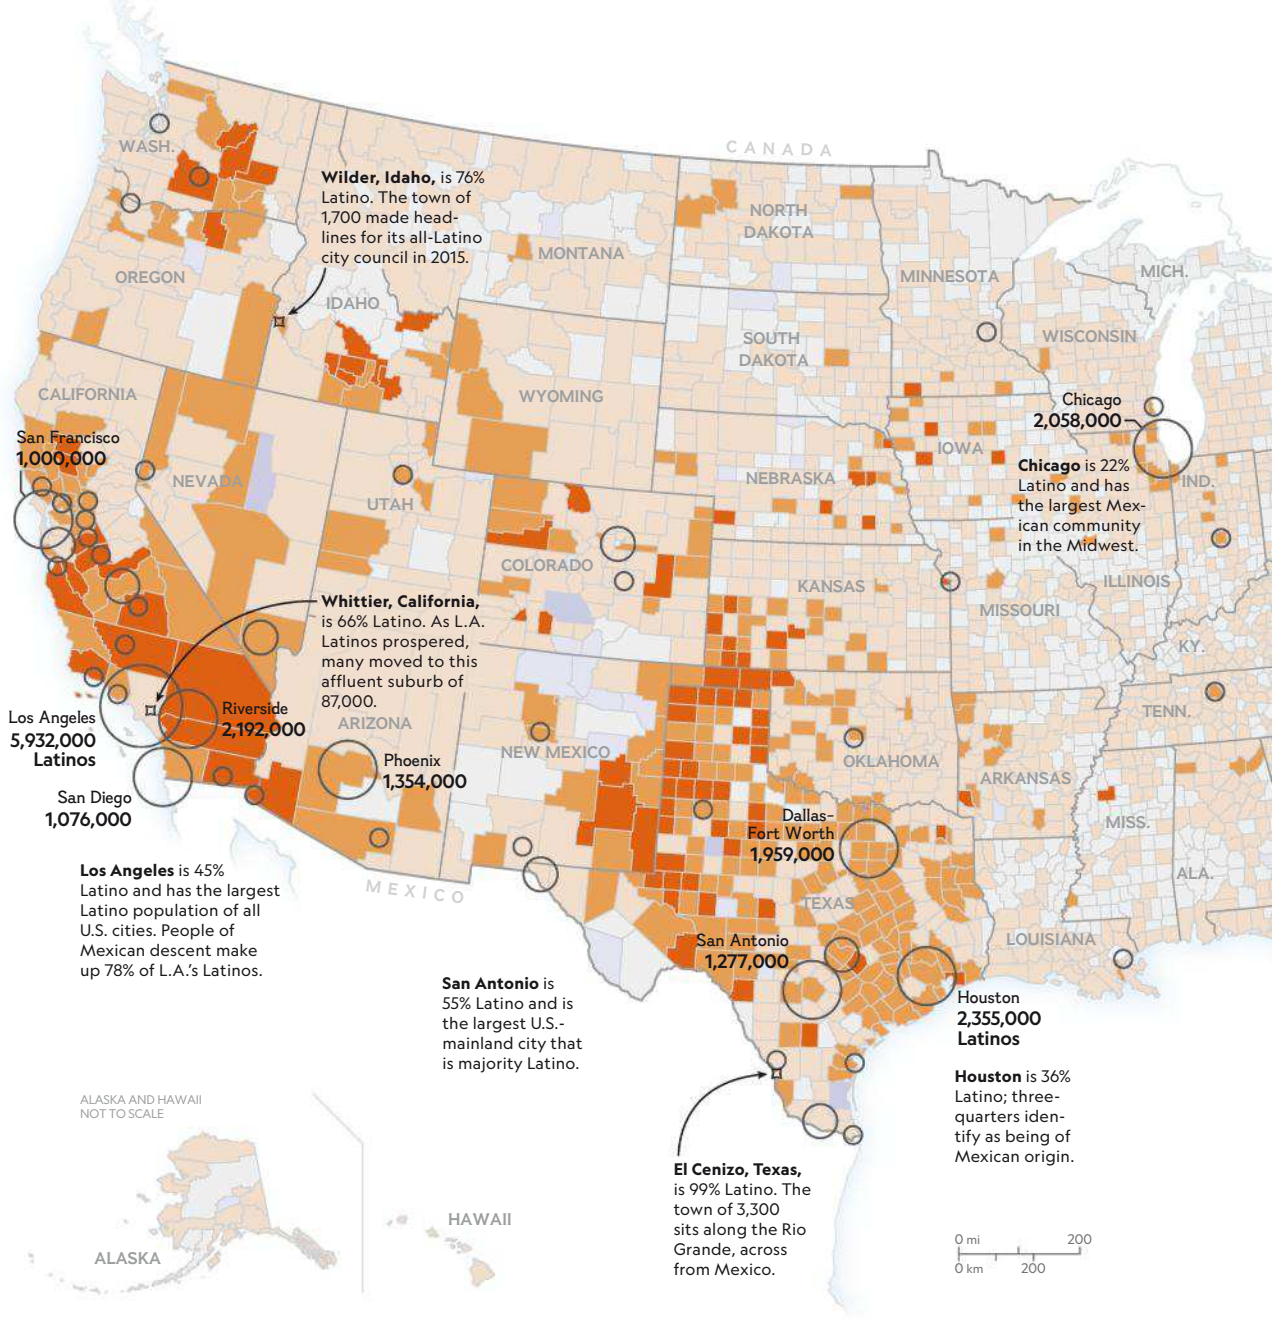 CANADA
WASH.
Wilder, Idaho, is 76%
Latino. The town of
1,700 made head-
lines for its all-Latino
city council in 2015.
NORTH
DAKOTA
MONTANA
OREGON
IDAHO
MINNESOTA
MICH.
SOUTH
DAKOTA
WISCONSIN
CALIFORNIA
WYOMING
Chicago
2,058,000
San Francisco
1,000,000
IOWA
Chicago is 22%
Latino and has
the largest Mex-
ican community
in the Midwest.
NEVADA
UTAH
NEBRASKA
IND.
COLORADO
KANSAS
ILLINOIS
MISSOURI
Whittier, California,
is 66% Latino. As L.A.
Latinos prospered,
many moved to this
affluent suburb of
87,000.
KY.
Los Angeles
5,932,000
Latinos
Riverside
2,192,000
ARIZONA
NEW MEXICO
TENN.
Phoenix
1,354,000
OKLAHOMA
ARKANSAS
San Diego
1,076,000
Dallas–
Fort Worth
1,959,000
MISS.
Los Angeles is 45%
Latino and has the largest
Latino population of all
U.S. cities. People of
Mexican descent make
up 78% of L.A.'s Latinos.
MEXICO
TEXAS
ALA.
LOUISIANA
San Antonio
1,277,000
San Antonio is
55% Latino and is
the largest U.S.-
mainland city that
is majority Latino.
Houston
2,355,000
Latinos
Houston is 36%
Latino; three-
quarters iden-
tify as being of
Mexican origin.
ALASKA AND HAWAII
NOT TO SCALE
El Cenizo, Texas,
is 99% Latino. The
town of 3,300
sits along the Rio
Grande, across
from Mexico.
HAWAII
ALASKA
0 mi 200
0 km 200